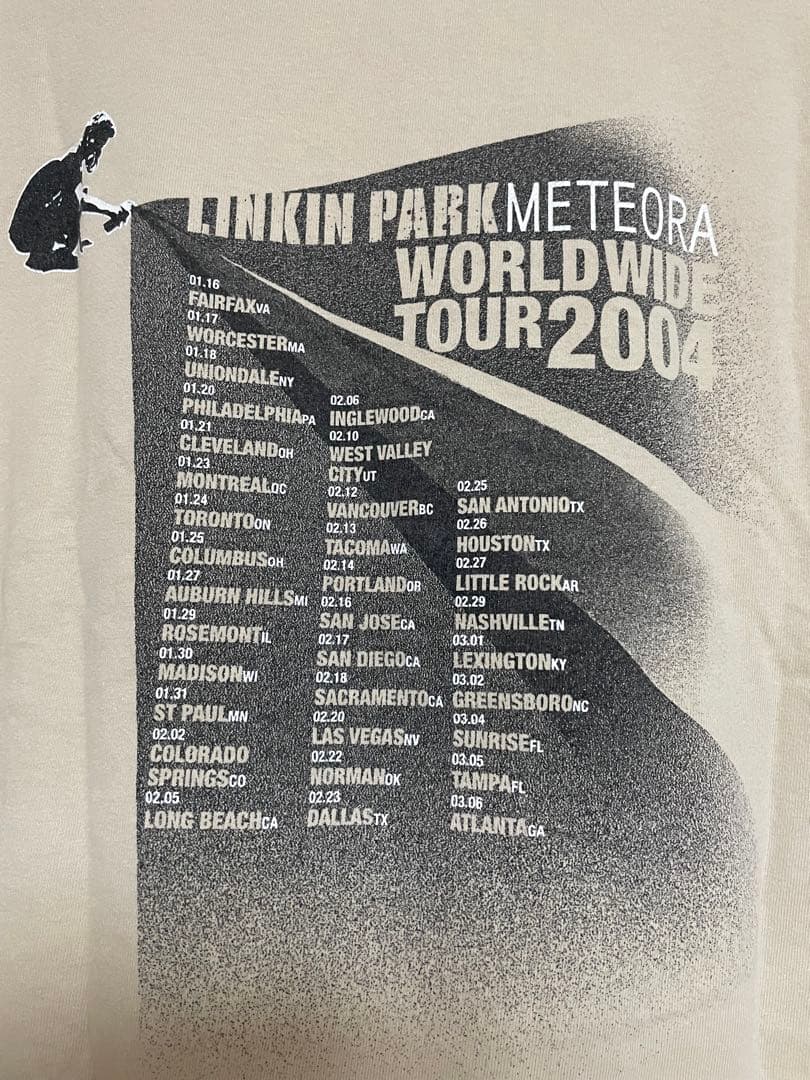 LINKIN PARK METEORA
WORLD WIDE
TOUR 2004
01.16
FAIRFAX VA
01.17
WORCESTER MA
01.18
UNIONDALE NY
01.20
PHILADELPHIA PA
01.21
CLEVELAND OH
01.23
MONTREAL QC
01.24
TORONTO ON
01.25
COLUMBUS OH
01.27
AUBURN HILLS MI
01.29
ROSEMONT IL
01.30
MADISON WI
01.31
ST PAUL MN
02.02
COLORADO
SPRINGS CO
02.05
LONG BEACH CA
02.06
INGLEWOOD CA
02.10
WEST VALLEY
CITY UT
02.12
VANCOUVER BC
02.13
TACOMA WA
02.14
PORTLAND OR
02.16
SAN JOSE CA
02.17
SAN DIEGO CA
02.18
SACRAMENTO CA
02.20
LAS VEGAS NV
02.22
NORMAN OK
02.23
DALLAS TX
02.25
SAN ANTONIO TX
02.26
HOUSTON TX
02.27
LITTLE ROCK AR
02.29
NASHVILLE TN
03.01
LEXINGTON KY
03.02
GREENSBORO NC
03.04
SUNRISE FL
03.05
TAMPA FL
03.06
ATLANTA GA